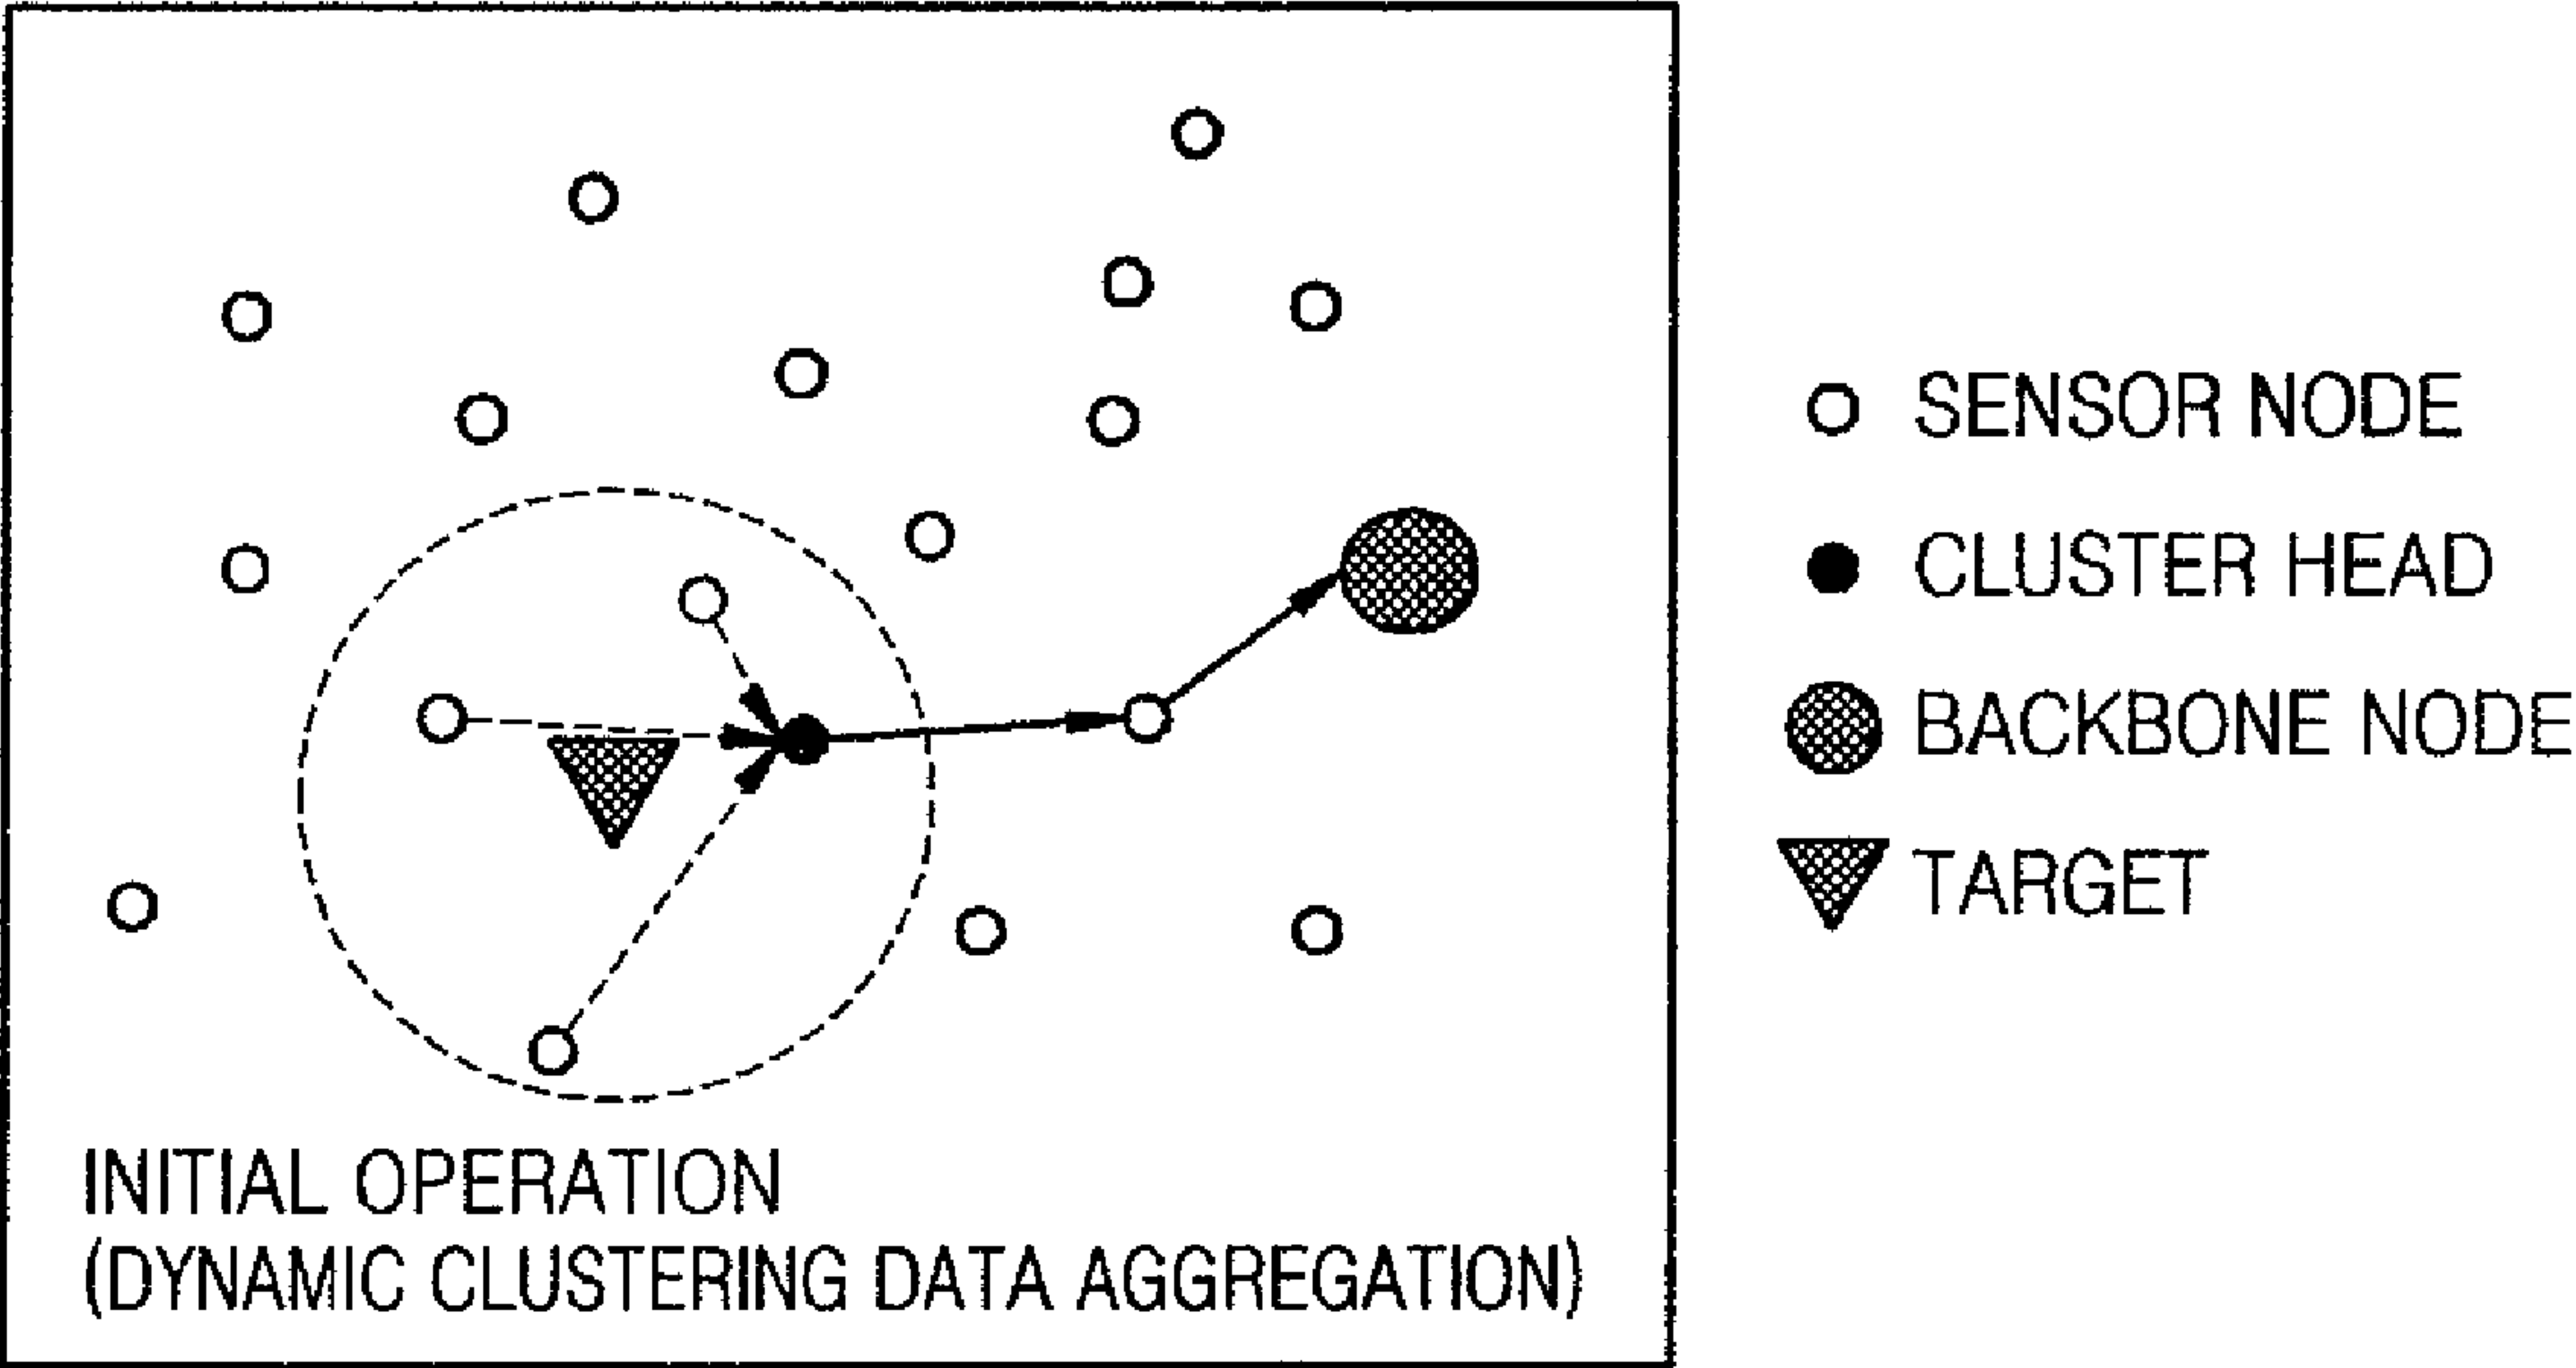 SENSOR NODE
CLUSTER HEAD
BACKBONE NODE
TARGET
INITIAL OPERATION
(DYNAMIC CLUSTERING DATA AGGREGATION)